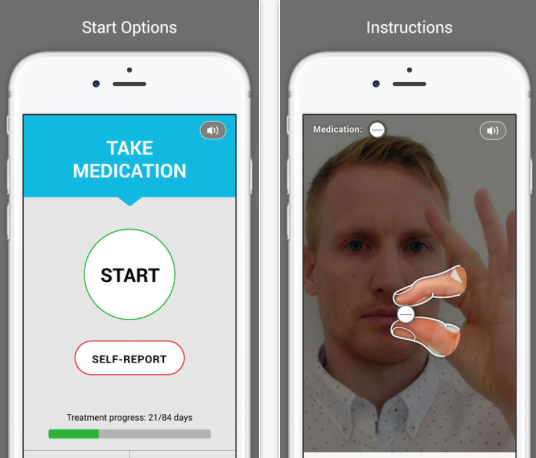 Start Options
TAKE
MEDICATION
START
SELF-REPORT
Treatment progress: 21/84 days
Instructions
Medication: